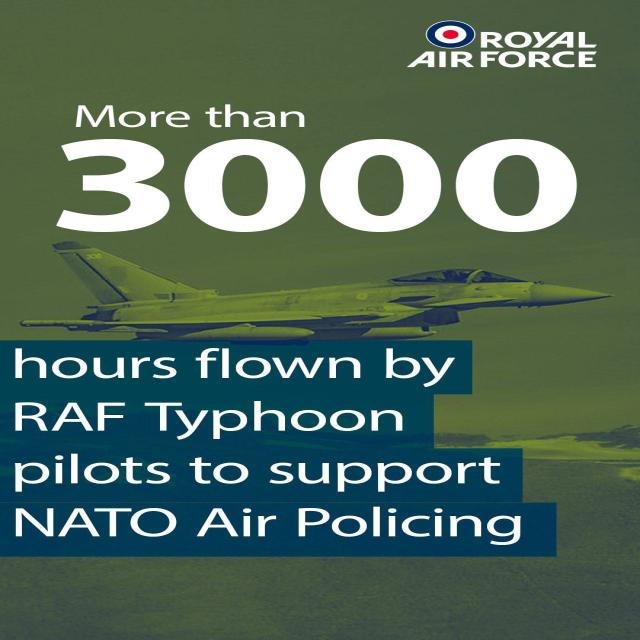 ROYAL
AIR FORCE
More than
3000
hours flown by
RAF Typhoon
pilots to support
NATO Air Policing